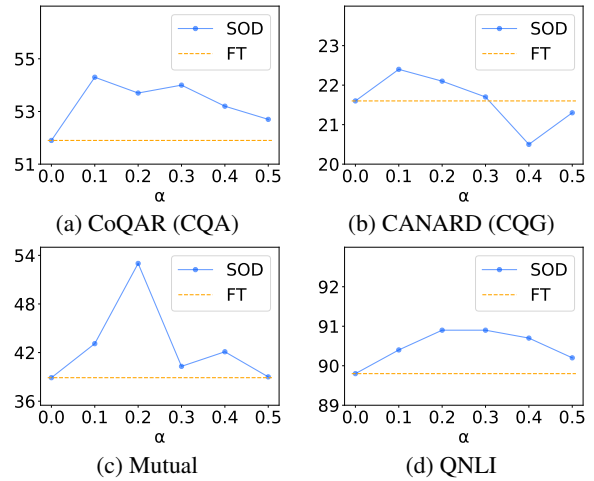 55
53
51
SOD
FT
0.0 0.1 0.2 0.3 0.4 0.5
α
(a) CoQAR (CQA)
23
22
21
20
SOD
FT
0.0 0.1 0.2 0.3 0.4 0.5
α
(b) CANARD (CQG)
54
48
42
36
SOD
FT
0.0 0.1 0.2 0.3 0.4 0.5
α
(c) Mutual
92
91
90
89
SOD
FT
0.0 0.1 0.2 0.3 0.4 0.5
α
(d) QNLI